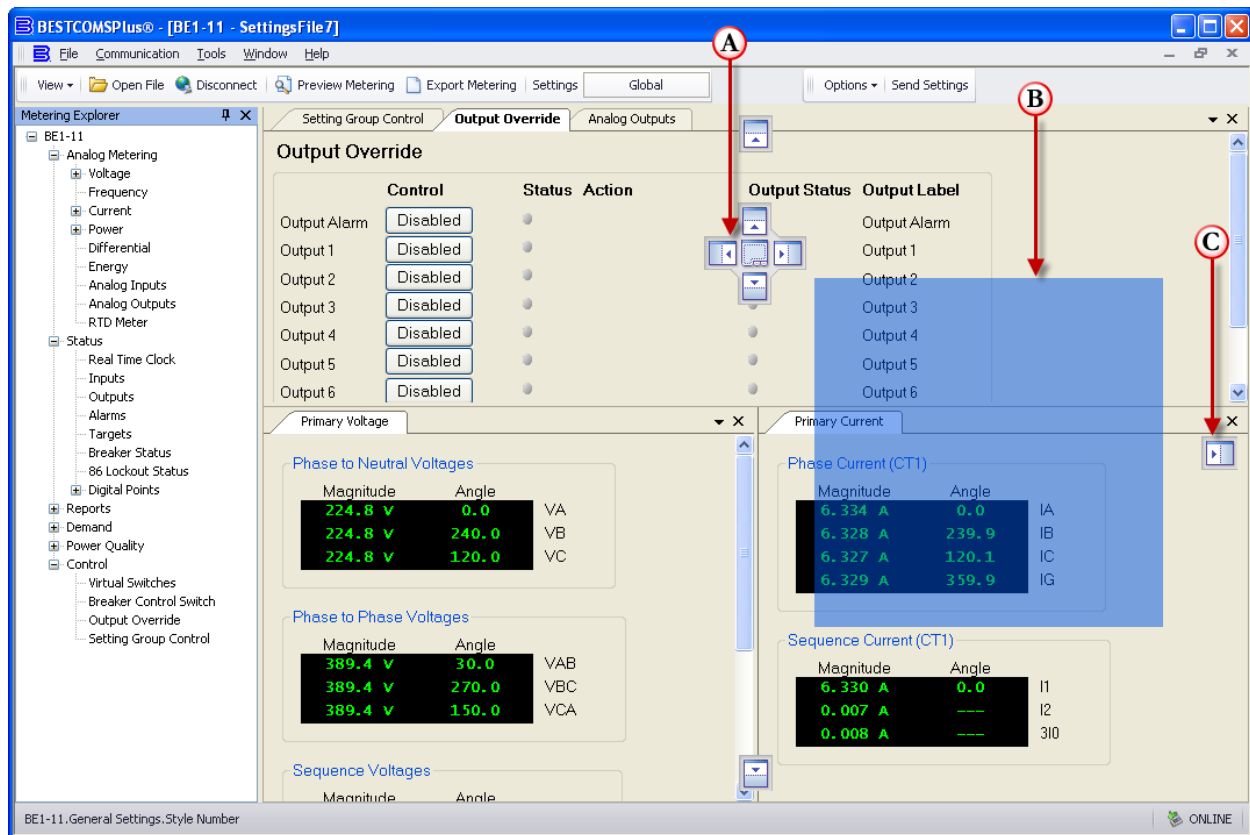 BESTCOMSPlus® - [BE1-11 - SettingsFile7]
File Communication Tools Window Help
View Open File Disconnect Preview Metering Export Metering Settings Global Options Send Settings
A
B
C
Metering Explorer
BE1-11
Analog Metering
Voltage
Frequency
Current
Power
Differential
Energy
Analog Inputs
Analog Outputs
RTD Meter
Status
Real Time Clock
Inputs
Outputs
Alarms
Targets
Breaker Status
86 Lockout Status
Digital Points
Reports
Demand
Power Quality
Control
Virtual Switches
Breaker Control Switch
Output Override
Setting Group Control
Setting Group Control Output Override Analog Outputs
Output Override
Control Status Action Output Status Output Label
Output Alarm Disabled Output Alarm
Output 1 Disabled Output 1
Output 2 Disabled Output 2
Output 3 Disabled Output 3
Output 4 Disabled Output 4
Output 5 Disabled Output 5
Output 6 Disabled Output 6
Primary Voltage
Phase to Neutral Voltages
Magnitude Angle
224.8 V 0.0 VA
224.8 V 240.0 VB
224.8 V 120.0 VC
Phase to Phase Voltages
Magnitude Angle
389.4 V 30.0 VAB
389.4 V 270.0 VBC
389.4 V 150.0 VCA
Sequence Voltages
Magnitude Angle
Primary Current
Phase Current (CT1)
Magnitude Angle
6.334 A 0.0 IA
6.328 A 239.9 IB
6.327 A 120.1 IC
6.329 A 359.9 IG
Sequence Current (CT1)
Magnitude Angle
6.330 A 0.0 I1
0.007 A --- I2
0.008 A --- 3I0
BE1-11.General Settings.Style Number
ONLINE